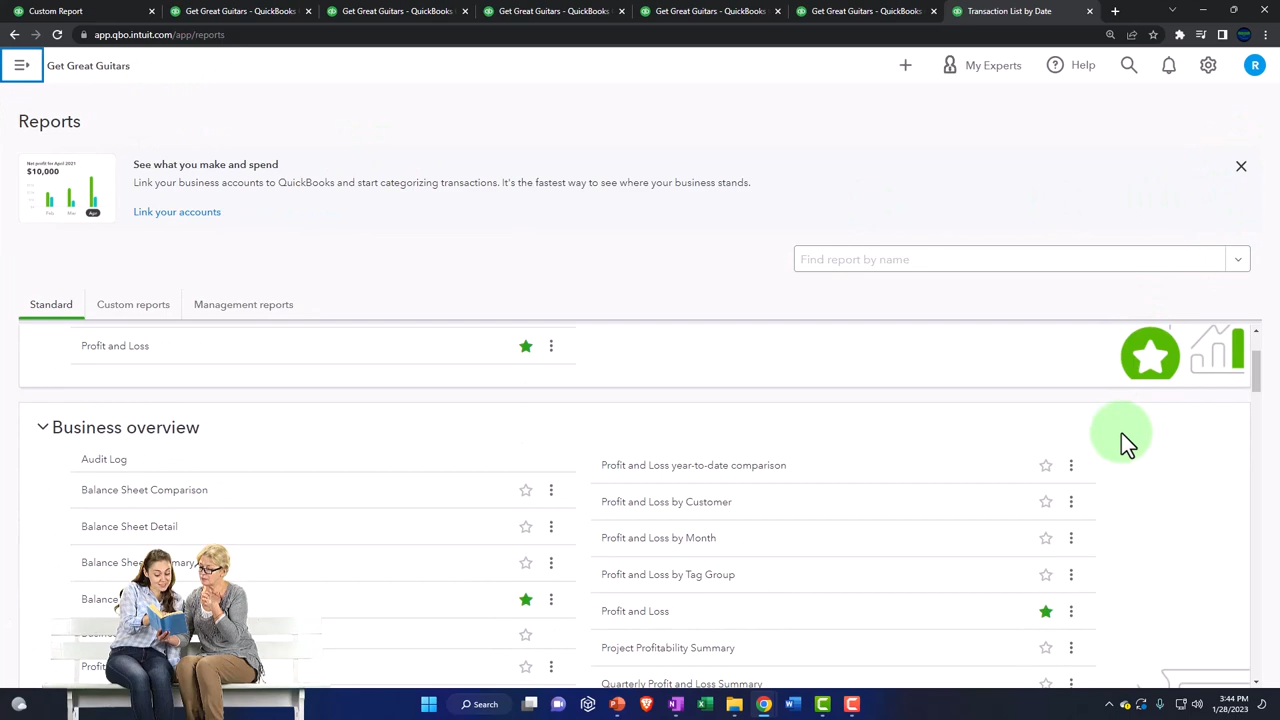 Custom Report
Get Great Guitars - QuickBooks
Get Great Guitars - QuickBooks
Get Great Guitars - QuickBooks
Get Great Guitars - QuickBooks
Get Great Guitars - QuickBooks
Transaction List by Date
app.qbo.intuit.com/app/reports
Get Great Guitars
My Experts
Help
R
Reports
Net profit for April 2021
$10,000
Feb
Mar
Apr
See what you make and spend
Link your business accounts to QuickBooks and start categorizing transactions. It's the fastest way to see where your business stands.
Link your accounts
Find report by name
Standard
Custom reports
Management reports
Profit and Loss
Business overview
Audit Log
Balance Sheet Comparison
Balance Sheet Detail
Balance Sheet
Balance
Profit and Loss year-to-date comparison
Profit and Loss by Customer
Profit and Loss by Month
Profit and Loss by Tag Group
Profit and Loss
Project Profitability Summary
Quarterly Profit and Loss Summary
Search
3:44 PM
1/28/2023